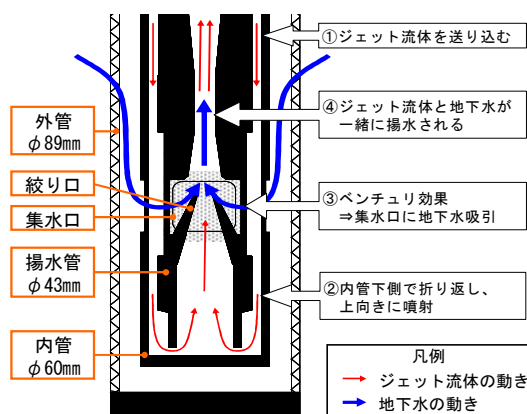 ①ジェット流体を送り込む
④ジェット流体と地下水が
一緒に揚水される
外管
φ89mm
絞り口
集水口
③ベンチュリ効果
⇒集水口に地下水吸引
揚水管
φ43mm
②内管下側で折り返し、
上向きに噴射
内管
φ60mm
凡例
ジェット流体の動き
地下水の動き